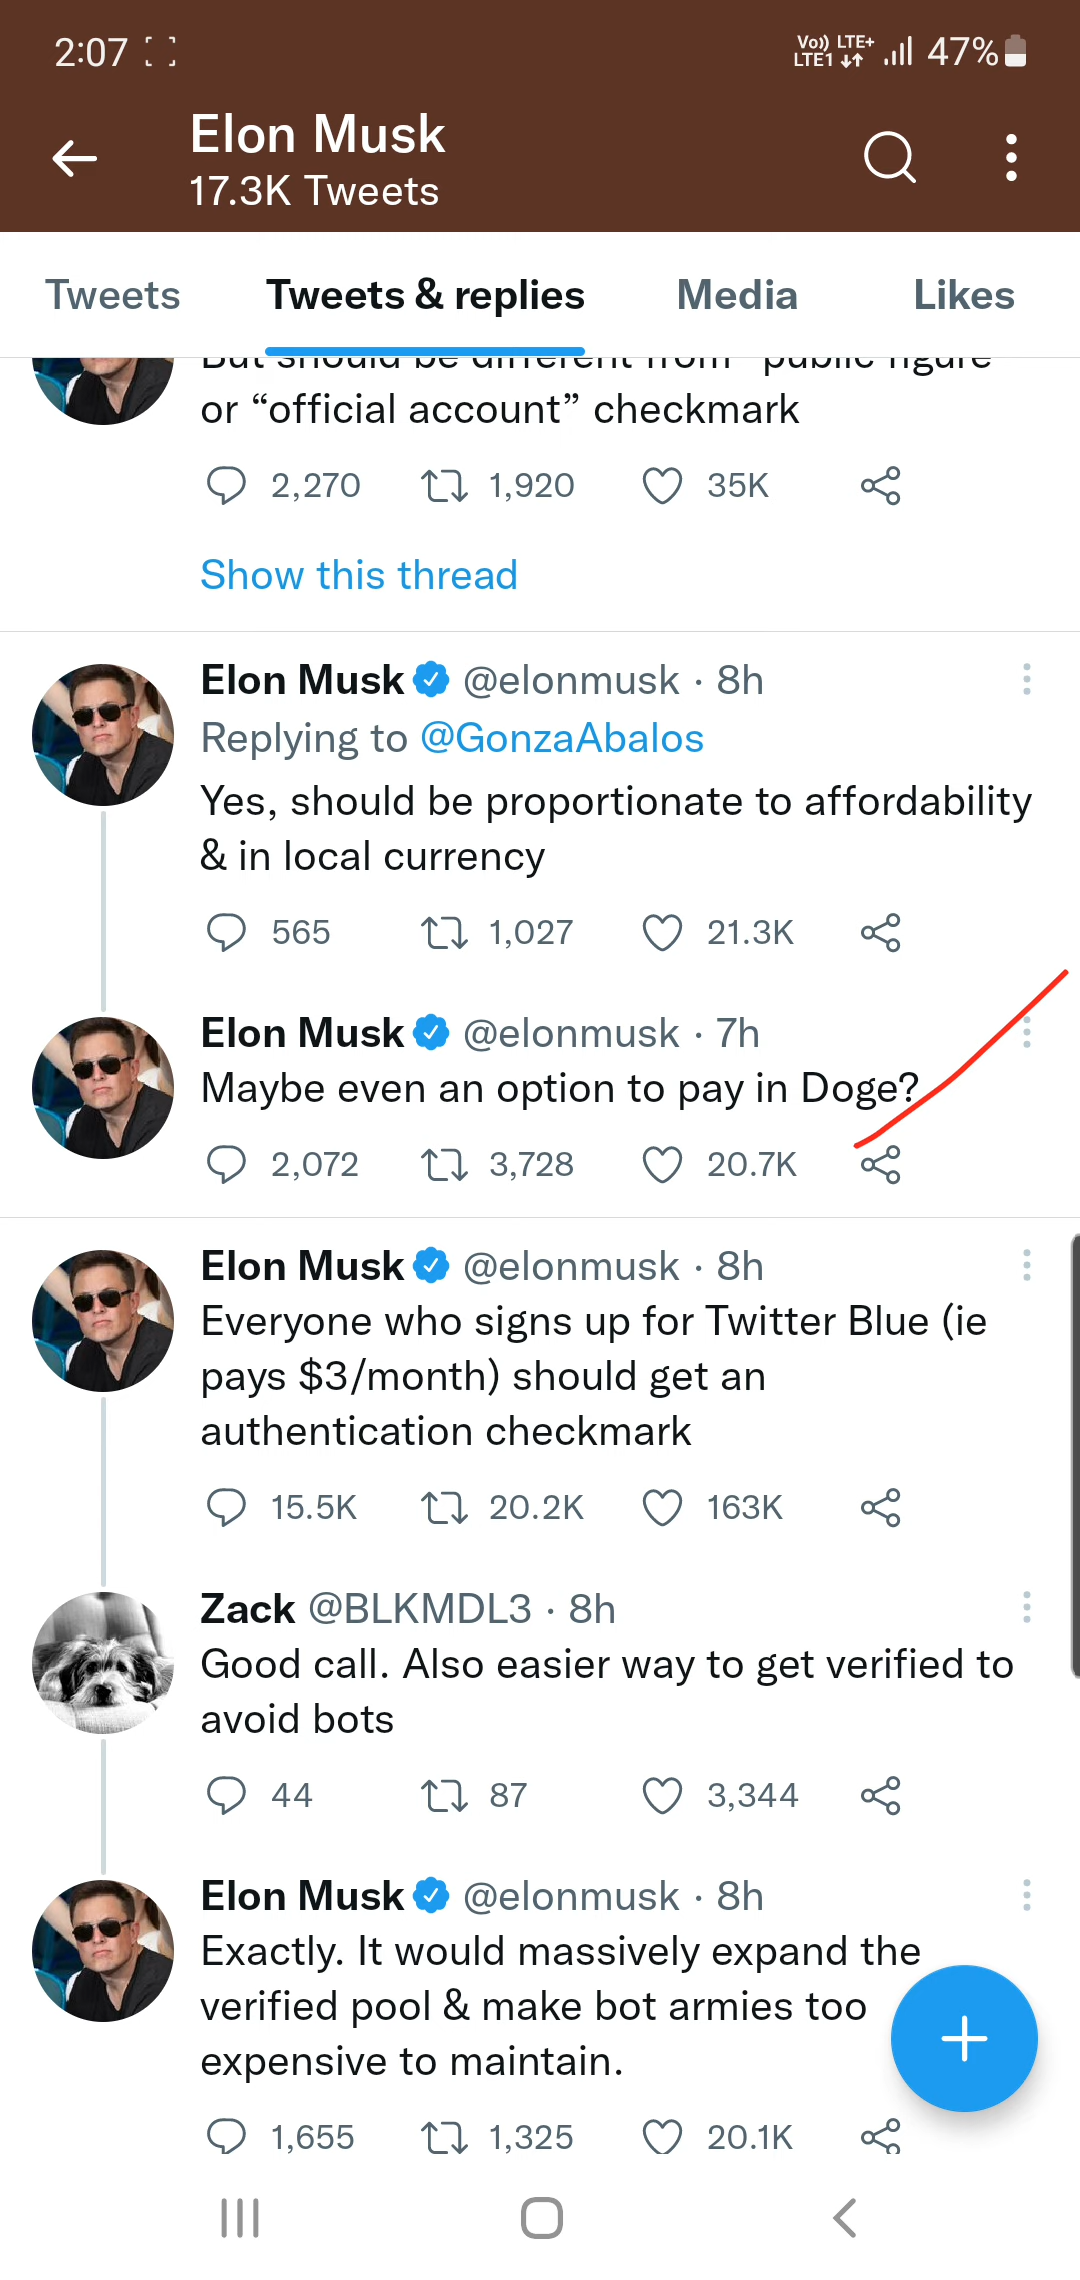 2:07
Vo)) LTE+
LTE1
47%
Elon Musk
17.3K Tweets
Tweets Tweets & replies Media Likes
But should be different from “public figure”
or “official account” checkmark
2,270 1,920 35K
Show this thread
Elon Musk @elonmusk · 8h
Replying to @GonzaAbalos
Yes, should be proportionate to affordability
& in local currency
565 1,027 21.3K
Elon Musk @elonmusk · 7h
Maybe even an option to pay in Doge?
2,072 3,728 20.7K
Elon Musk @elonmusk · 8h
Everyone who signs up for Twitter Blue (ie
pays $3/month) should get an
authentication checkmark
15.5K 20.2K 163K
Zack @BLKMDL3 · 8h
Good call. Also easier way to get verified to
avoid bots
44 87 3,344
Elon Musk @elonmusk · 8h
Exactly. It would massively expand the
verified pool & make bot armies too
expensive to maintain.
1,655 1,325 20.1K